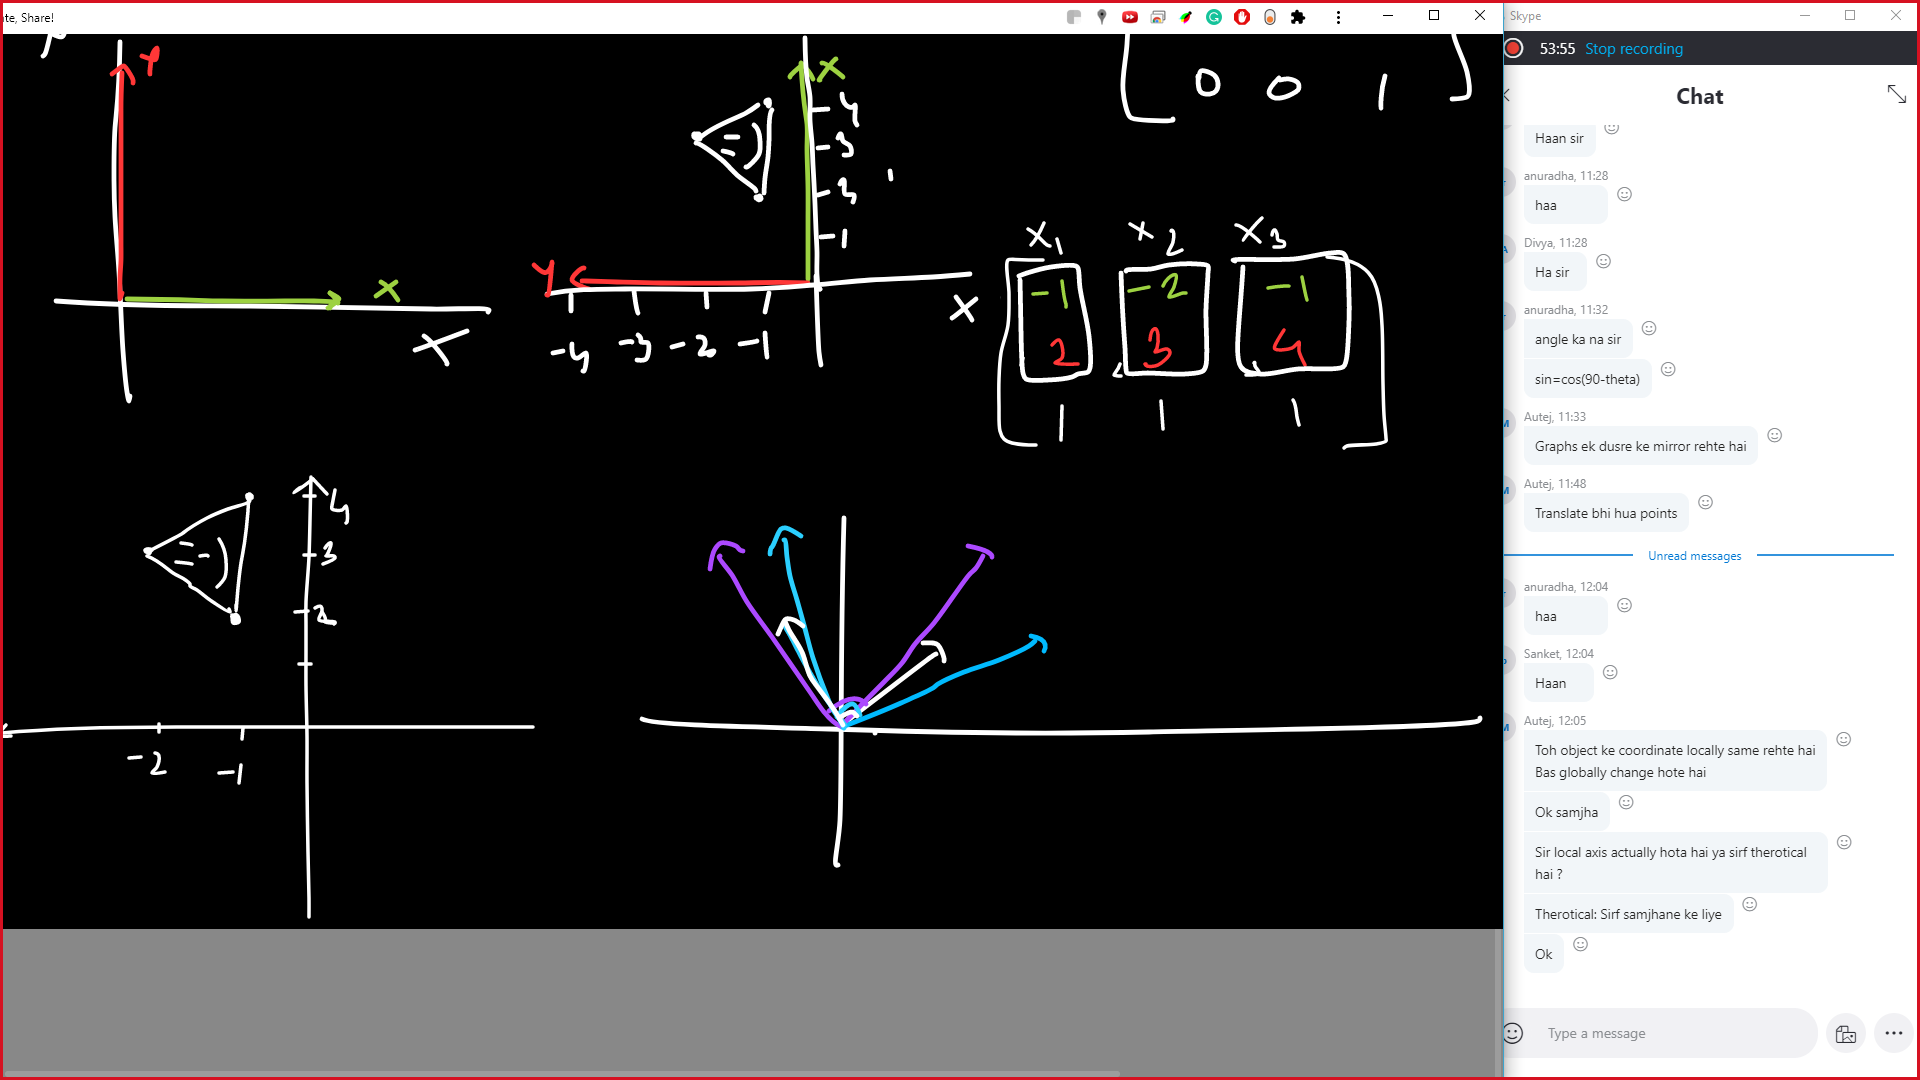 ate, Share!
Skype
53:55 Stop recording
Chat
Haan sir
anuradha, 11:28
haa
Divya, 11:28
Ha sir
anuradha, 11:32
angle ka na sir
sin=cos(90-theta)
Autej, 11:33
Graphs ek dusre ke mirror rehte hai
Autej, 11:48
Translate bhi hua points
Unread messages
anuradha, 12:04
haa
Sanket, 12:04
Haan
Autej, 12:05
Toh object ke coordinate locally same rehte hai
Bas globally change hote hai
Ok samjha
Sir local axis actually hota hai ya sirf therotical
hai ?
Therotical: Sirf samjhane ke liye
Ok
Type a message
Y
X
X
X
4
3
2
1
Y
X
-4 -3 -2 -1
0 0 1
X1 X2 X3
-1 -2 -1
2 3 4
1 1 1
4
3
2
-2 -1